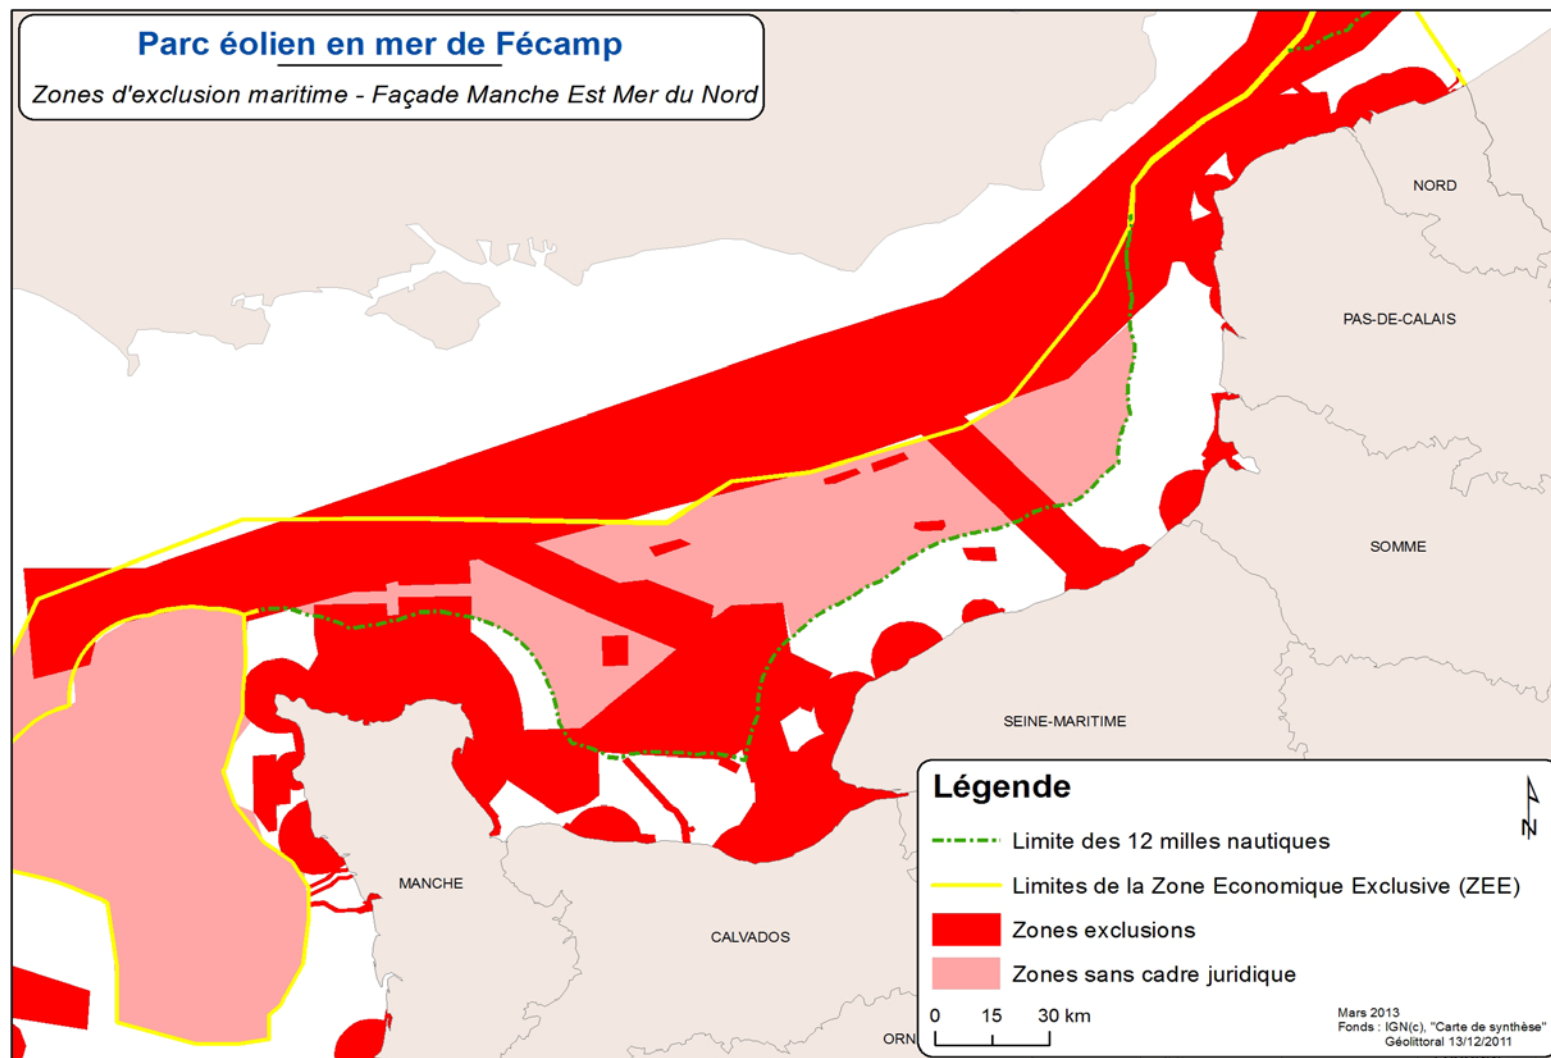 Parc éolien en mer de Fécamp
Zones d'exclusion maritime - Façade Manche Est Mer du Nord
NORD
PAS-DE-CALAIS
SOMME
SEINE-MARITIME
MANCHE
CALVADOS
ORN
Légende
N
Limite des 12 milles nautiques
Limites de la Zone Economique Exclusive (ZEE)
Zones exclusions
Zones sans cadre juridique
0 15 30 km
Mars 2013
Fonds : IGN(c), "Carte de synthèse"
Géolittoral 13/12/2011